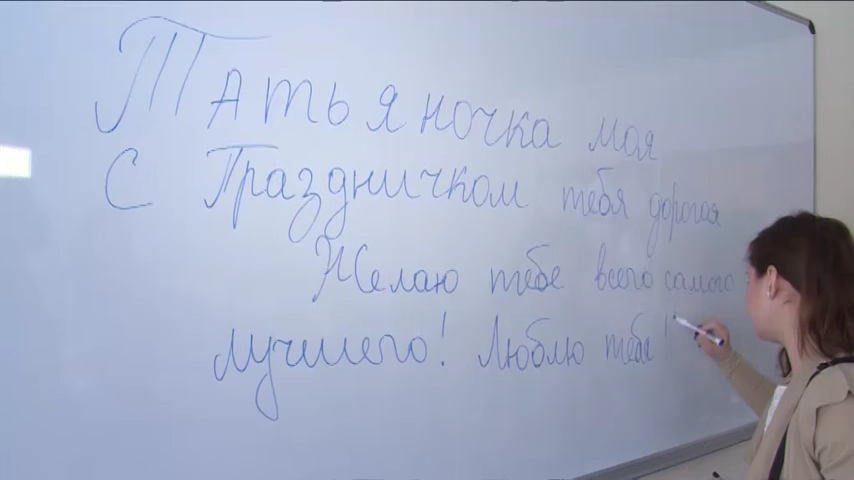 Татьяночка моя
С Праздничком тебя дорогая
Желаю тебе всего самого
лучшего! Люблю тебя!